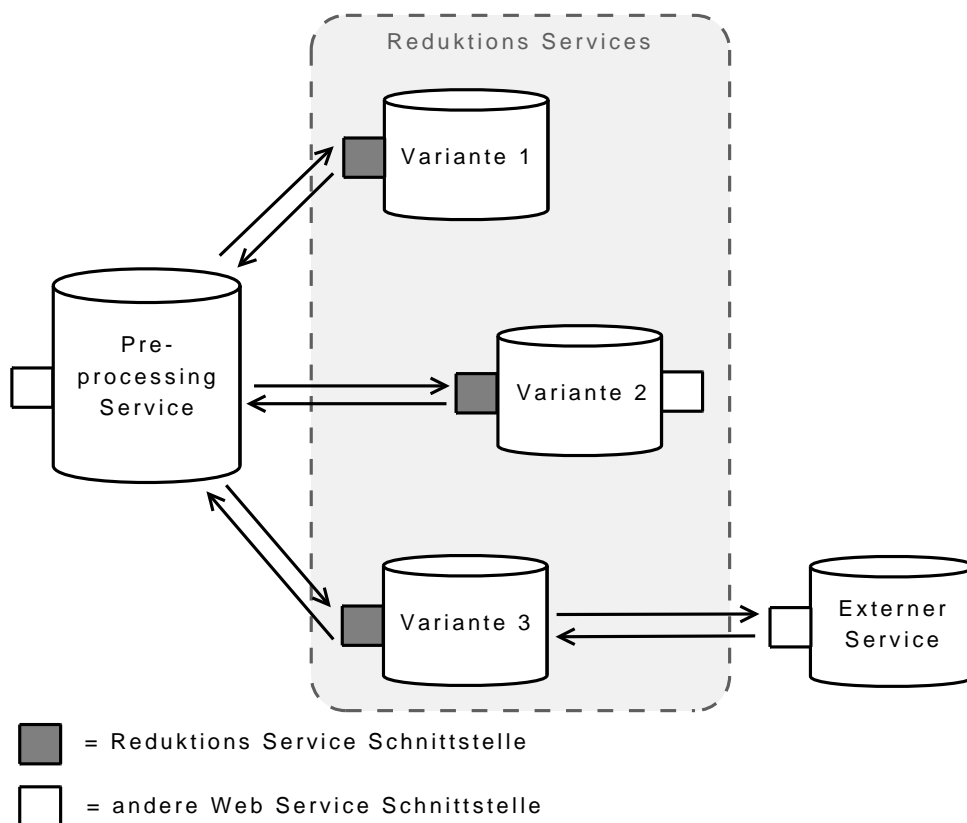 Reduktions Services
Variante 1
Pre-
processing
Service
Variante 2
Variante 3
Externer
Service
= Reduktions Service Schnittstelle
= andere Web Service Schnittstelle